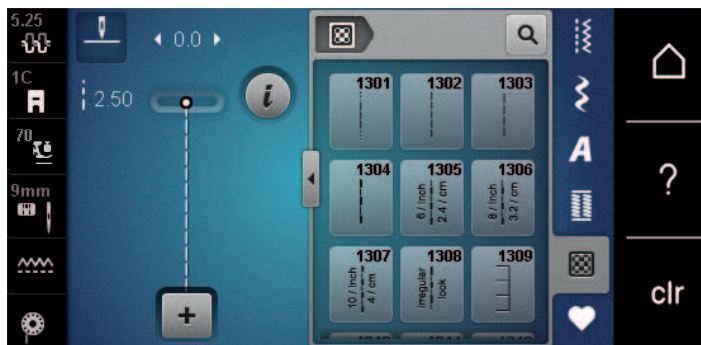 5.25
1C
70
9mm
0.0
2.50
i
+
1301 1302 1303
1304 1305 1306
6 / Inch
2.4 / cm
8 / Inch
3.2 / cm
1307 1308 1309
10 / Inch
4 / cm
irregular
look
A
?
clr